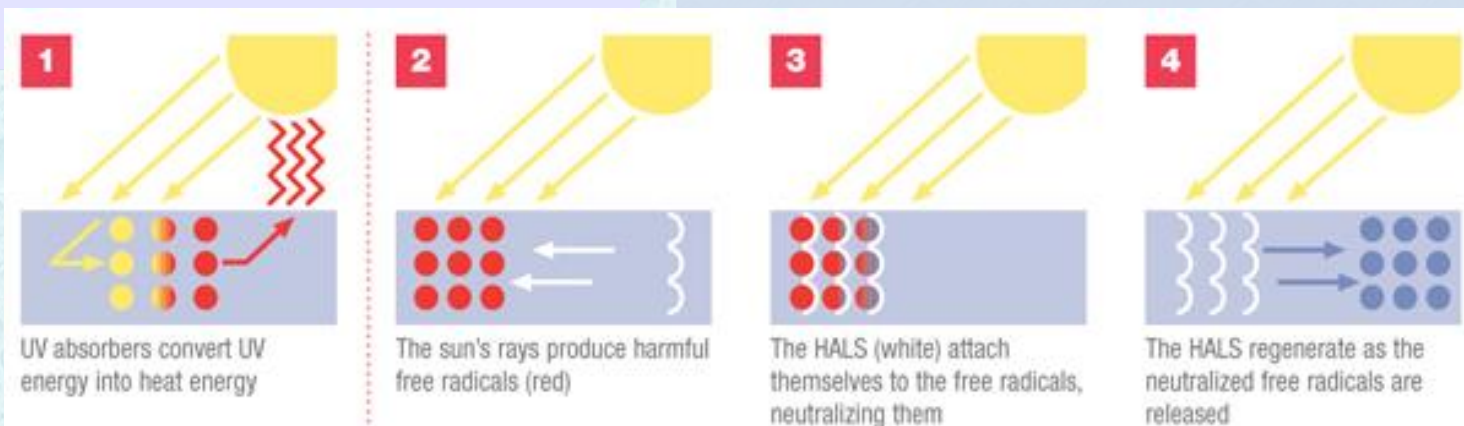 1
UV absorbers convert UV
energy into heat energy
2
The sun's rays produce harmful
free radicals (red)
3
The HALS (white) attach
themselves to the free radicals,
neutralizing them
4
The HALS regenerate as the
neutralized free radicals are
released